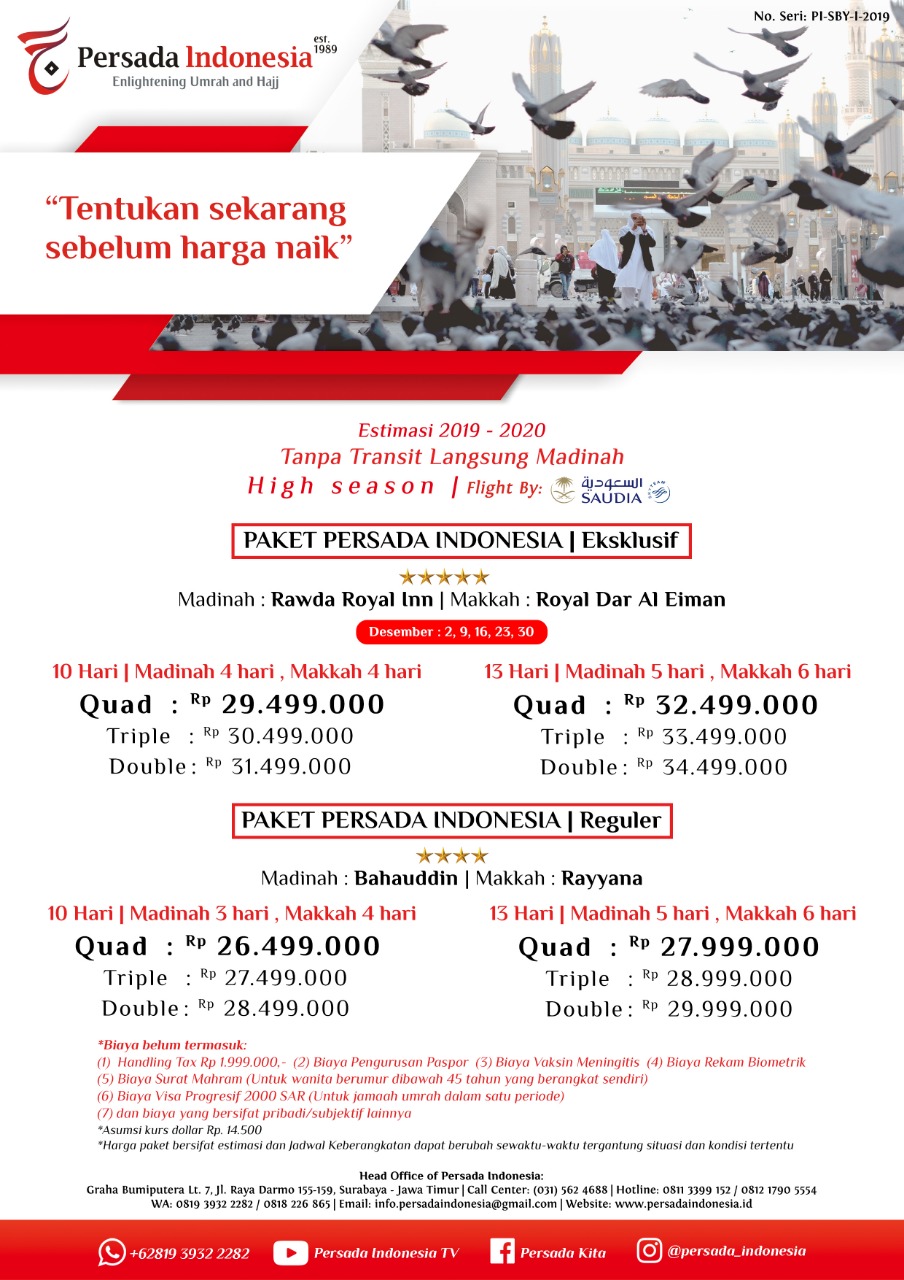 No. Seri: PI-SBY-I-2019
Persada Indonesia est. 1989
Enlightening Umrah and Hajj
“Tentukan sekarang
sebelum harga naik”
Estimasi 2019 - 2020
Tanpa Transit Langsung Madinah
High season | Flight By: السعودية SAUDIA SKYTEAM
PAKET PERSADA INDONESIA | Eksklusif
Madinah : Rawda Royal Inn | Makkah : Royal Dar Al Eiman
Desember : 2, 9, 16, 23, 30
10 Hari | Madinah 4 hari , Makkah 4 hari
Quad : Rp 29.499.000
Triple : Rp 30.499.000
Double : Rp 31.499.000
13 Hari | Madinah 5 hari , Makkah 6 hari
Quad : Rp 32.499.000
Triple : Rp 33.499.000
Double : Rp 34.499.000
PAKET PERSADA INDONESIA | Reguler
Madinah : Bahauddin | Makkah : Rayyana
10 Hari | Madinah 3 hari , Makkah 4 hari
Quad : Rp 26.499.000
Triple : Rp 27.499.000
Double : Rp 28.499.000
13 Hari | Madinah 5 hari , Makkah 6 hari
Quad : Rp 27.999.000
Triple : Rp 28.999.000
Double : Rp 29.999.000
*Biaya belum termasuk:
(1) Handling Tax Rp 1.999.000,- (2) Biaya Pengurusan Paspor (3) Biaya Vaksin Meningitis (4) Biaya Rekam Biometrik
(5) Biaya Surat Mahram (Untuk wanita berumur dibawah 45 tahun yang berangkat sendiri)
(6) Biaya Visa Progresif 2000 SAR (Untuk jamaah umrah dalam satu periode)
(7) dan biaya yang bersifat pribadi/subjektif lainnya
*Asumsi kurs dollar Rp. 14.500
*Harga paket bersifat estimasi dan Jadwal Keberangkatan dapat berubah sewaktu-waktu tergantung situasi dan kondisi tertentu
Head Office of Persada Indonesia:
Graha Bumiputera Lt. 7, Jl. Raya Darmo 155-159, Surabaya - Jawa Timur | Call Center: (031) 562 4688 | Hotline: 0811 3399 152 / 0812 1790 5554
WA: 0819 3932 2282 / 0818 226 865 | Email: info.persadaindonesia@gmail.com | Website: www.persadaindonesia.id
+62819 3932 2282 Persada Indonesia TV Persada Kita @persada_indonesia